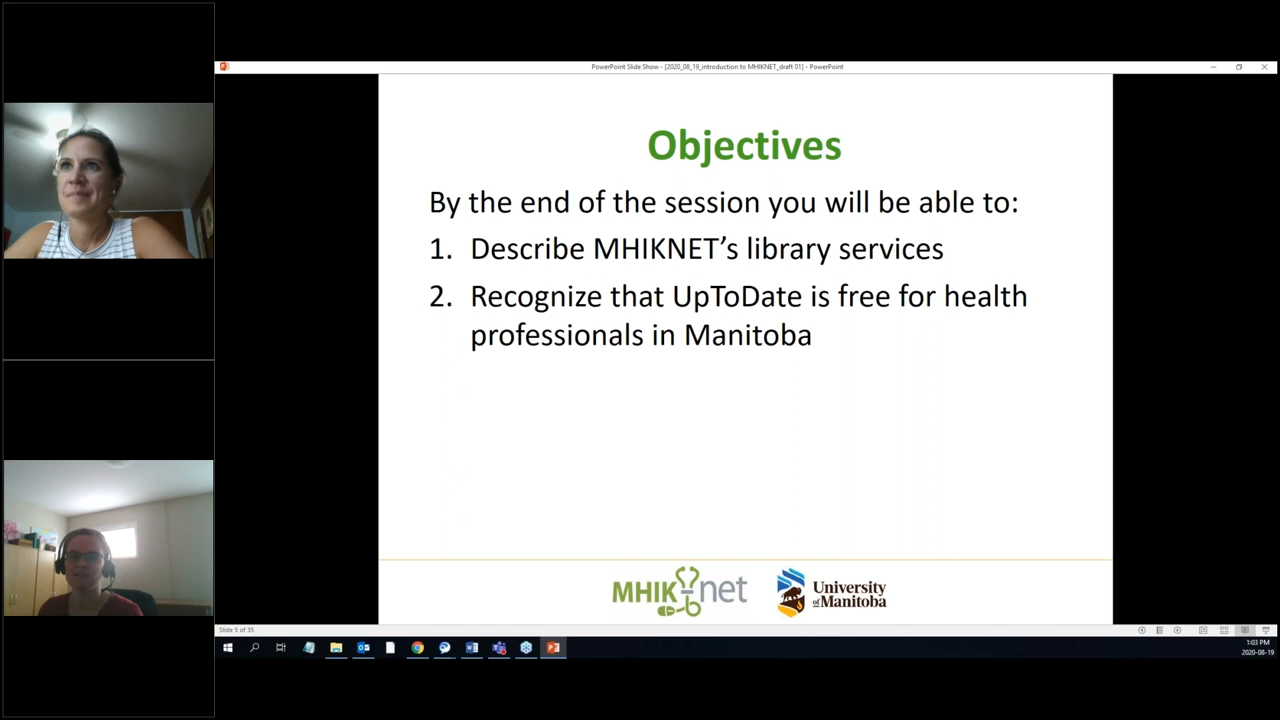 PowerPoint Slide Show - [2020_08_19_introduction to MHIKNET_draft 01] - PowerPoint
Objectives
By the end of the session you will be able to:
1. Describe MHIKNET’s library services
2. Recognize that UpToDate is free for health
professionals in Manitoba
MHIK net
University
of Manitoba
Slide 5 of 35
1:03 PM
2020-08-19